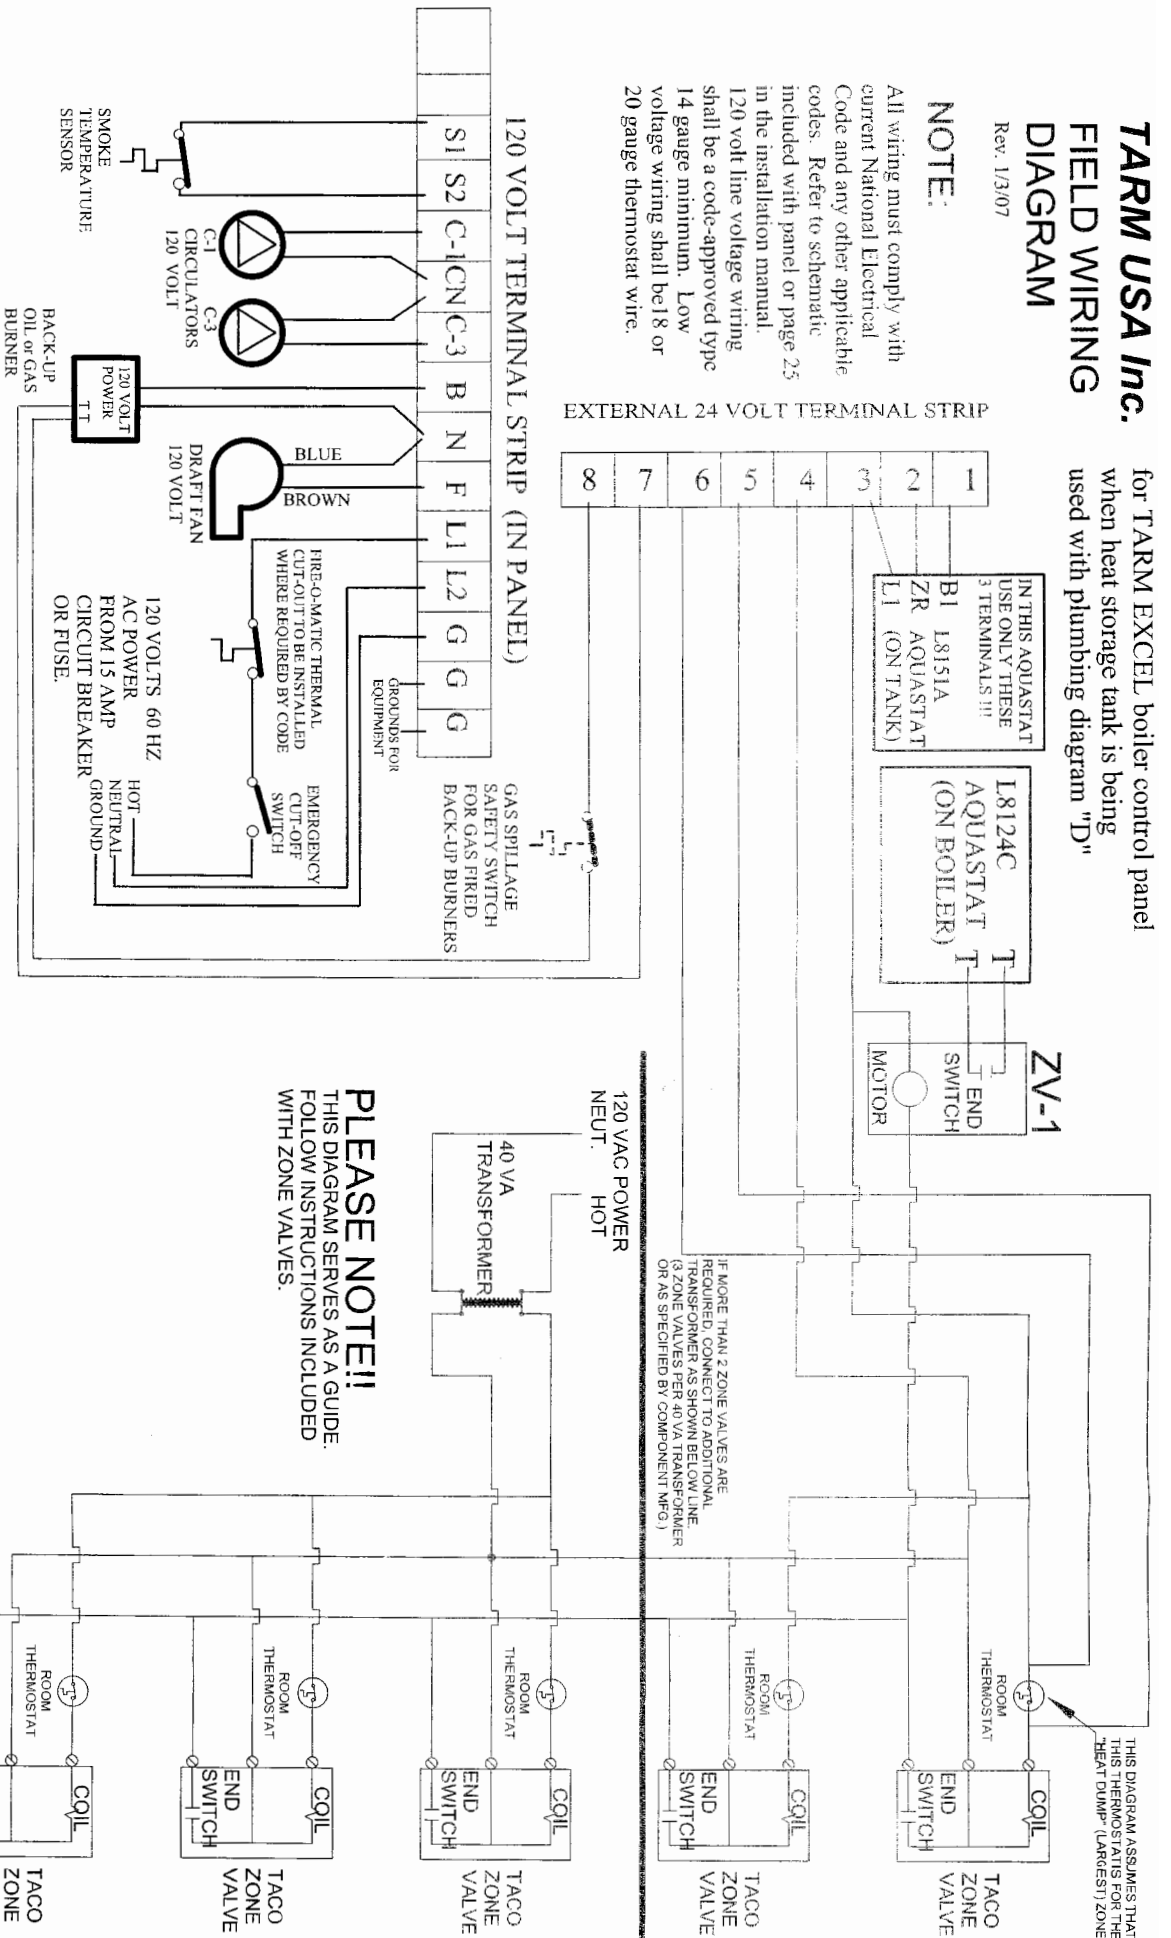 TARM USA Inc.
FIELD WIRING
DIAGRAM
Rev. 1/3/07
for TARM EXCEL boiler control panel
when heat storage tank is being
used with plumbing diagram "D"
NOTE:
All wiring must comply with
current National Electrical
Code and any other applicable
codes. Refer to schematic
included with panel or page 25
in the installation manual.
120 volt line voltage wiring
shall be a code-approved type
14 gauge minimum. Low
voltage wiring shall be18 or
20 gauge thermostat wire.
EXTERNAL 24 VOLT TERMINAL STRIP
1
2
3
4
5
6
7
8
IN THIS AQUASTAT
USE ONLY THESE
3 TERMINALS !!!
B1 L8151A
ZR AQUASTAT
L1 (ON TANK)
L8124C
AQUASTAT
(ON BOILER)
T
T
ZV-1
END
SWITCH
MOTOR
THIS DIAGRAM ASSUMES THAT
THIS THERMOSTAT IS FOR THE
"HEAT DUMP" (LARGEST) ZONE
ROOM
THERMOSTAT
COIL
END
SWITCH
TACO
ZONE
VALVE
ROOM
THERMOSTAT
COIL
END
SWITCH
TACO
ZONE
VALVE
IF MORE THAN 2 ZONE VALVES ARE
REQUIRED, CONNECT TO ADDITIONAL
TRANSFORMER AS SHOWN BELOW LINE.
(3 ZONE VALVES PER 40 VA TRANSFORMER
OR AS SPECIFIED BY COMPONENT MFG.)
120 VAC POWER
NEUT. HOT
40 VA
TRANSFORMER
ROOM
THERMOSTAT
COIL
END
SWITCH
TACO
ZONE
VALVE
ROOM
THERMOSTAT
COIL
END
SWITCH
TACO
ZONE
VALVE
ROOM
THERMOSTAT
COIL
TACO
ZONE
PLEASE NOTE!!!
THIS DIAGRAM SERVES AS A GUIDE.
FOLLOW INSTRUCTIONS INCLUDED
WITH ZONE VALVES.
GAS SPILLAGE
SAFETY SWITCH
FOR GAS FIRED
BACK-UP BURNERS
120 VOLT TERMINAL STRIP (IN PANEL)
S1 S2 C-1 CN C-3 B N F L1 L2 G G G
SMOKE
TEMPERATURE
SENSOR
C-1 C-3
CIRCULATORS
120 VOLT
BACK-UP
OIL or GAS
BURNER
120 VOLT
POWER
T T
BLUE
BROWN
DRAFT FAN
120 VOLT
FIRE-O-MATIC THERMAL
CUT-OUT TO BE INSTALLED
WHERE REQUIRED BY CODE
GROUNDS FOR
EQUIPMENT
EMERGENCY
CUT-OFF
SWITCH
120 VOLTS 60 HZ
AC POWER
FROM 15 AMP
CIRCUIT BREAKER
OR FUSE.
HOT
NEUTRAL
GROUND